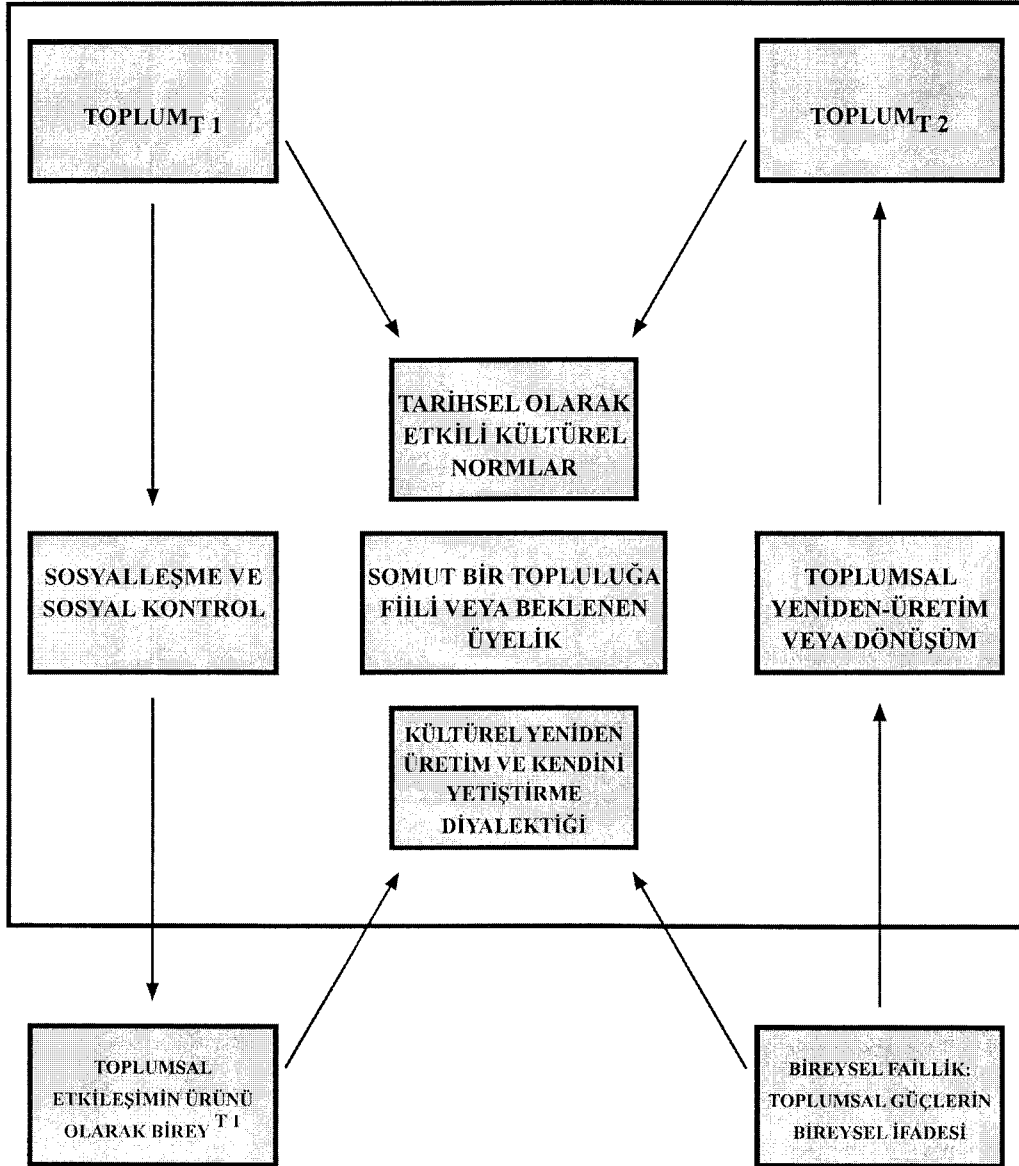 TOPLUM T 1
TOPLUM T 2
TARİHSEL OLARAK
ETKİLİ KÜLTÜREL
NORMLAR
SOSYALLEŞME VE
SOSYAL KONTROL
SOMUT BİR TOPLULUĞA
FİİLİ VEYA BEKLENEN
ÜYELİK
TOPLUMSAL
YENİDEN-ÜRETİM
VEYA DÖNÜŞÜM
KÜLTÜREL YENİDEN
ÜRETİM VE KENDİNİ
YETİŞTİRME
DİYALEKTİĞİ
TOPLUMSAL
ETKİLEŞİMİN ÜRÜNÜ
OLARAK BİREY T 1
BİREYSEL FAİLLİK:
TOPLUMSAL GÜÇLERİN
BİREYSEL İFADESİ